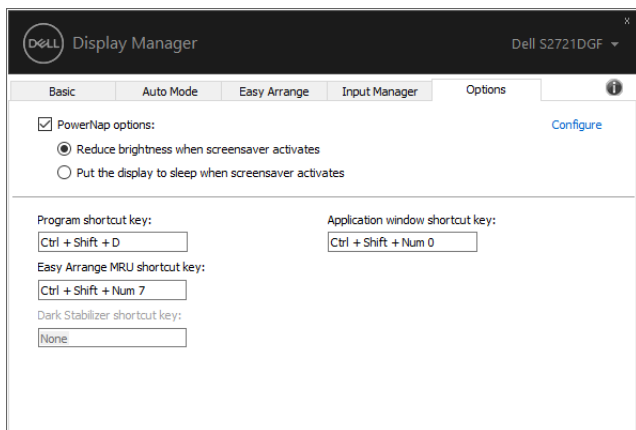 x
DELL Display Manager Dell S2721DGF
Basic Auto Mode Easy Arrange Input Manager Options i
PowerNap options: Configure
Reduce brightness when screensaver activates
Put the display to sleep when screensaver activates
Program shortcut key: Application window shortcut key:
Ctrl + Shift + D Ctrl + Shift + Num 0
Easy Arrange MRU shortcut key:
Ctrl + Shift + Num 7
Dark Stabilizer shortcut key:
None